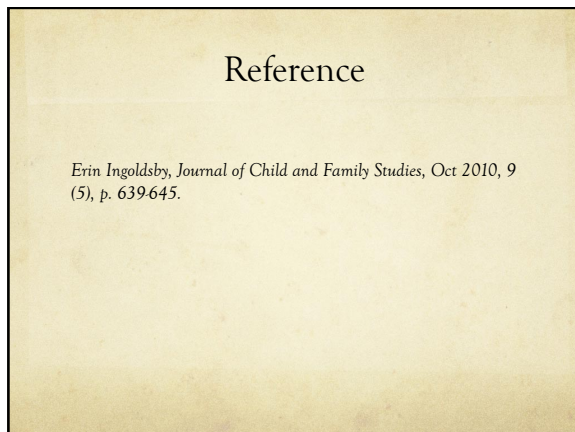 Reference
Erin Ingoldsby, Journal of Child and Family Studies, Oct 2010, 9
(5), p. 639-645.